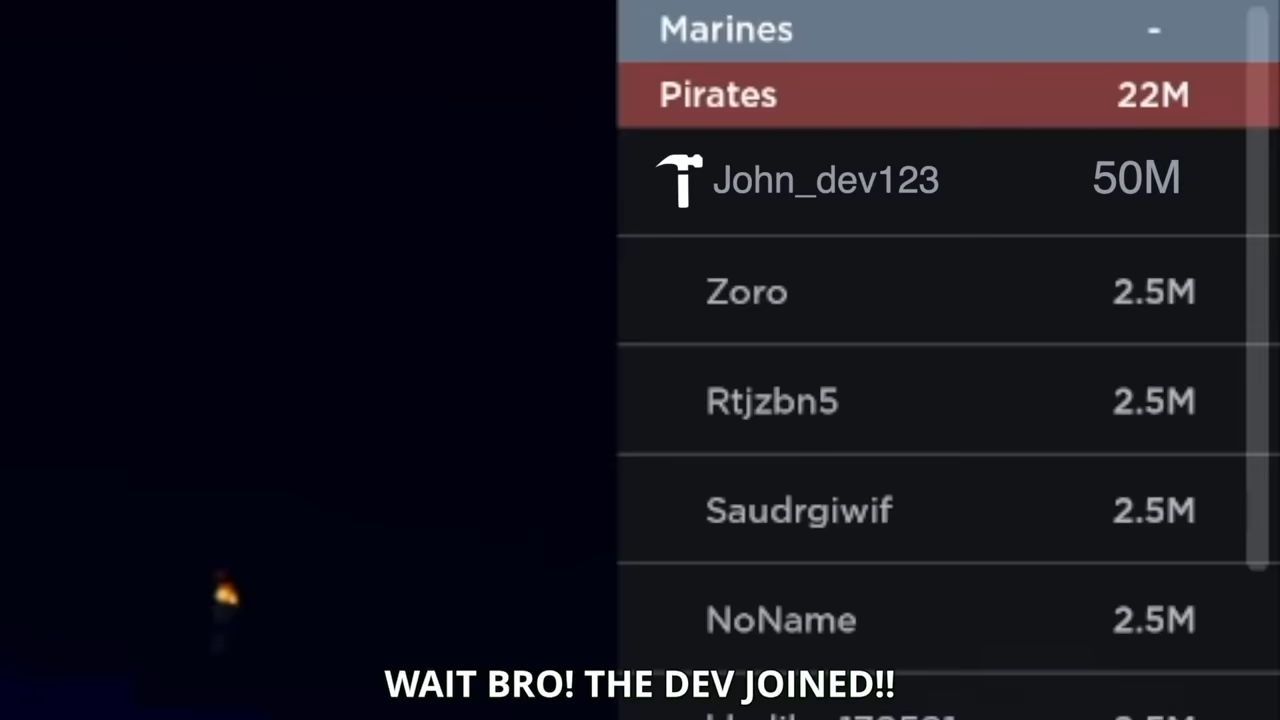 Marines -
Pirates 22M
John_dev123 50M
Zoro 2.5M
Rtjzbn5 2.5M
Saudrgiwif 2.5M
NoName 2.5M
WAIT BRO! THE DEV JOINED!!